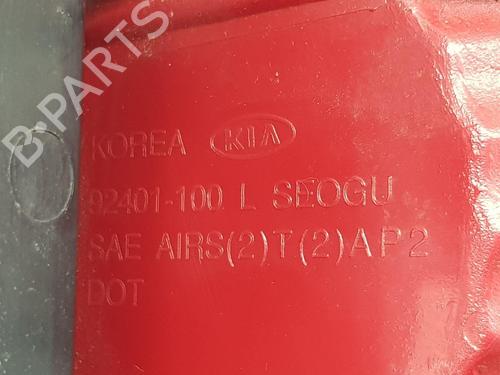 B-PARTS
KOREA KIA
92401-100 L SEOGU
SAE AIRS(2)T(2)AP2
DOT